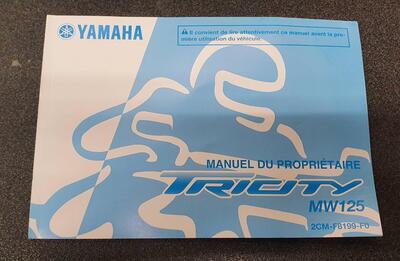 YAMAHA
Il convient de lire attentivement ce manuel avant la pre-
mière utilisation du véhicule.
MANUEL DU PROPRIÉTAIRE
TRICITY
MW125
2CM-F8199-F0